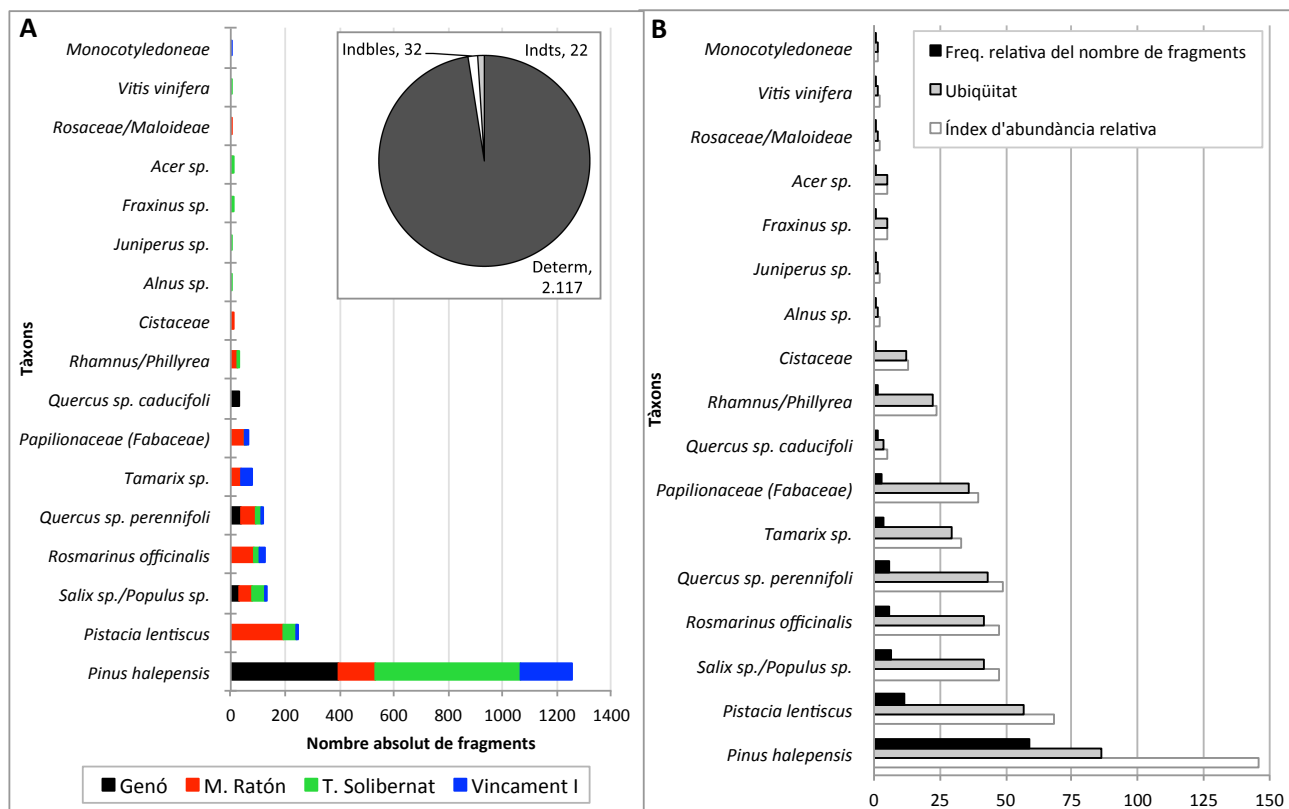 A
Monocotyledoneae
Vitis vinifera
Rosaceae/Maloideae
Acer sp.
Fraxinus sp.
Juniperus sp.
Alnus sp.
Cistaceae
Rhamnus/Phillyrea
Quercus sp. caducifoli
Papilionaceae (Fabaceae)
Tamarix sp.
Quercus sp. perennifoli
Rosmarinus officinalis
Salix sp./Populus sp.
Pistacia lentiscus
Pinus halepensis
Tàxons
0 200 400 600 800 1000 1200 1400
Nombre absolut de fragments
Genó M. Ratón T. Solibernat Vincament I
Indbles, 32
Indts, 22
Determ,
2.117
B
Freq. relativa del nombre de fragments
Ubiqüitat
Índex d'abundància relativa
Monocotyledoneae
Vitis vinifera
Rosaceae/Maloideae
Acer sp.
Fraxinus sp.
Juniperus sp.
Alnus sp.
Cistaceae
Rhamnus/Phillyrea
Quercus sp. caducifoli
Papilionaceae (Fabaceae)
Tamarix sp.
Quercus sp. perennifoli
Rosmarinus officinalis
Salix sp./Populus sp.
Pistacia lentiscus
Pinus halepensis
Tàxons
0 25 50 75 100 125 150